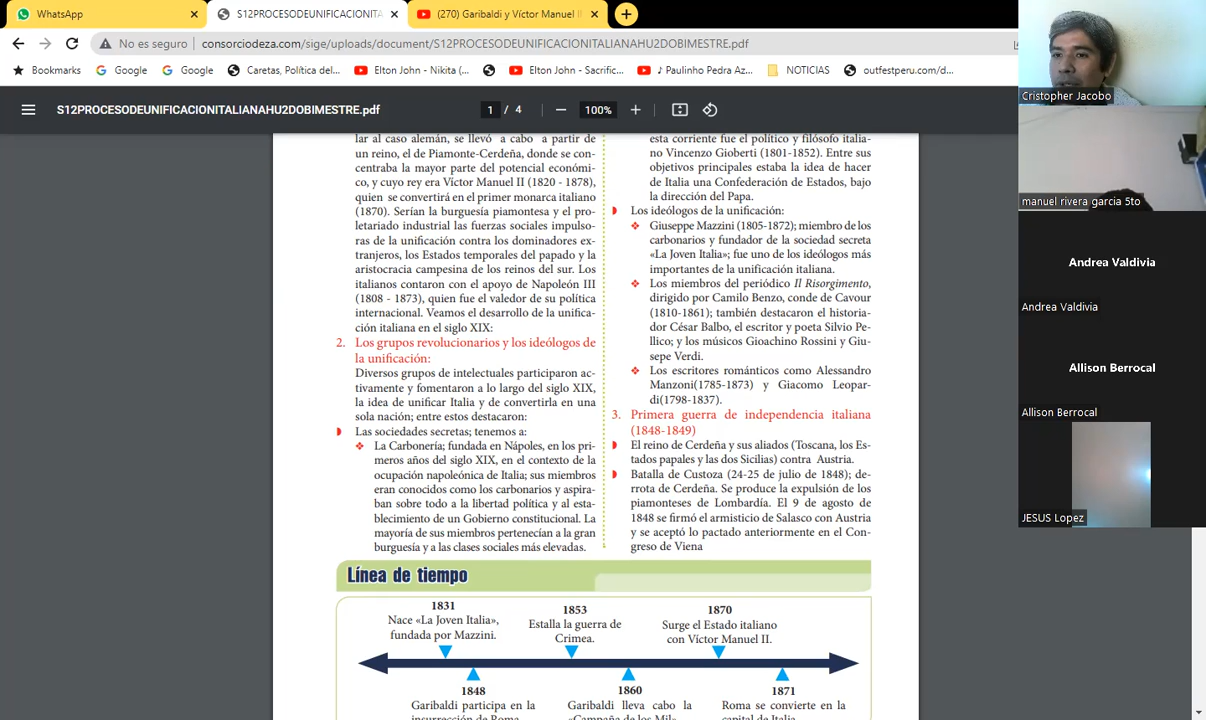 WhatsApp
S12PROCESODEUNIFICACIONITA
(270) Garibaldi y Víctor Manuel I
No es seguro
consorciodeza.com/sige/uploads/document/S12PROCESODEUNIFICACIONITALIANAHU2DOBIMESTRE.pdf
Bookmarks
Google
Google
Caretas, Política del...
Elton John - Nikita (...
Elton John - Sacrific...
♪ Paulinho Pedra Az...
NOTICIAS
outfestperu.com/d...
S12PROCESODEUNIFICACIONITALIANAHU2DOBIMESTRE.pdf
1 / 4
100%
lar al caso alemán, se llevó a cabo a partir de
un reino, el de Piamonte-Cerdeña, donde se con-
centraba la mayor parte del potencial económi-
co, y cuyo rey era Víctor Manuel II (1820 - 1878),
quien se convertirá en el primer monarca italiano
(1870). Serían la burguesía piamontesa y el pro-
letariado industrial las fuerzas sociales impulso-
ras de la unificación contra los dominadores ex-
tranjeros, los Estados temporales del papado y la
aristocracia campesina de los reinos del sur. Los
italianos contaron con el apoyo de Napoleón III
(1808 - 1873), quien fue el valedor de su política
internacional. Veamos el desarrollo de la unifica-
ción italiana en el siglo XIX:
2. Los grupos revolucionarios y los ideólogos de
la unificación:
Diversos grupos de intelectuales participaron ac-
tivamente y fomentaron a lo largo del siglo XIX,
la idea de unificar Italia y de convertirla en una
sola nación; entre estos destacaron:
Las sociedades secretas; tenemos a:
La Carbonería; fundada en Nápoles, en los pri-
meros años del siglo XIX, en el contexto de la
ocupación napoleónica de Italia; sus miembros
eran conocidos como los carbonarios y aspira-
ban sobre todo a la libertad política y al esta-
blecimiento de un Gobierno constitucional. La
mayoría de sus miembros pertenecían a la gran
burguesía y a las clases sociales más elevadas.
esta corriente fue el político y filósofo italia-
no Vincenzo Gioberti (1801-1852). Entre sus
objetivos principales estaba la idea de hacer
de Italia una Confederación de Estados, bajo
la dirección del Papa.
Los ideólogos de la unificación:
Giuseppe Mazzini (1805-1872); miembro de los
carbonarios y fundador de la sociedad secreta
«La Joven Italia»; fue uno de los ideólogos más
importantes de la unificación italiana.
Los miembros del periódico Il Risorgimento,
dirigido por Camilo Benzo, conde de Cavour
(1810-1861); también destacaron el historia-
dor César Balbo, el escritor y poeta Silvio Pe-
llico; y los músicos Gioachino Rossini y Giu-
sepe Verdi.
Los escritores románticos como Alessandro
Manzoni(1785-1873) y Giacomo Leopar-
di(1798-1837).
3. Primera guerra de independencia italiana
(1848-1849)
El reino de Cerdeña y sus aliados (Toscana, los Es-
tados papales y las dos Sicilias) contra Austria.
Batalla de Custoza (24-25 de julio de 1848); de-
rrota de Cerdeña. Se produce la expulsión de los
piamonteses de Lombardía. El 9 de agosto de
1848 se firmó el armisticio de Salasco con Austria
y se aceptó lo pactado anteriormente en el Con-
greso de Viena
Línea de tiempo
1831
Nace «La Joven Italia»,
fundada por Mazzini.
1853
Estalla la guerra de
Crimea.
1870
Surge el Estado italiano
con Víctor Manuel II.
1848
Garibaldi participa en la
insurrección de Roma
1860
Garibaldi lleva cabo la
«Campaña de los Mil»
1871
Roma se convierte en la
capital de Italia
Cristopher Jacobo
manuel rivera garcia 5to
Andrea Valdivia
Andrea Valdivia
Allison Berrocal
Allison Berrocal
JESUS Lopez